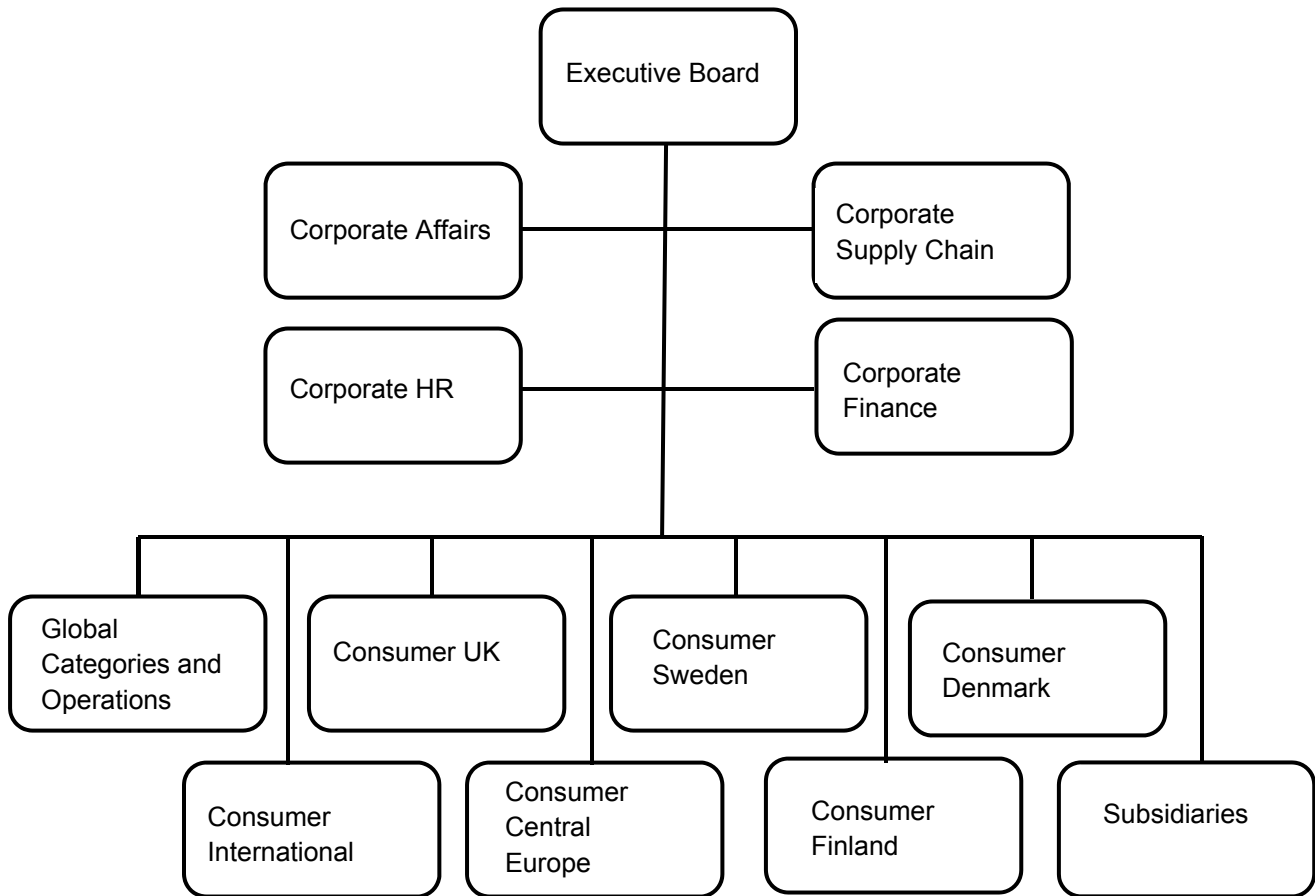 Executive Board
Corporate Affairs
Corporate
Supply Chain
Corporate HR
Corporate
Finance
Global
Categories and
Operations
Consumer UK
Consumer
Sweden
Consumer
Denmark
Consumer
International
Consumer
Central
Europe
Consumer
Finland
Subsidiaries